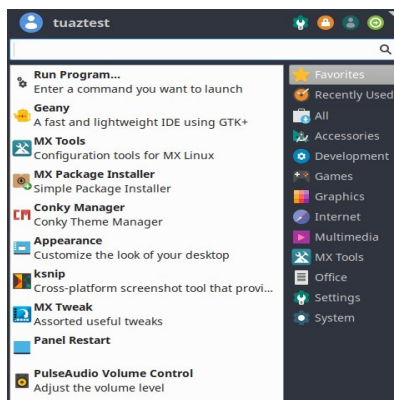 tuaztest
Run Program...
Enter a command you want to launch
Geany
A fast and lightweight IDE using GTK+
MX Tools
Configuration tools for MX Linux
MX Package Installer
Simple Package Installer
Conky Manager
Conky Theme Manager
Appearance
Customize the look of your desktop
ksnip
Cross-platform screenshot tool that provi...
MX Tweak
Assorted useful tweaks
Panel Restart
PulseAudio Volume Control
Adjust the volume level
Favorites
Recently Used
All
Accessories
Development
Games
Graphics
Internet
Multimedia
MX Tools
Office
Settings
System